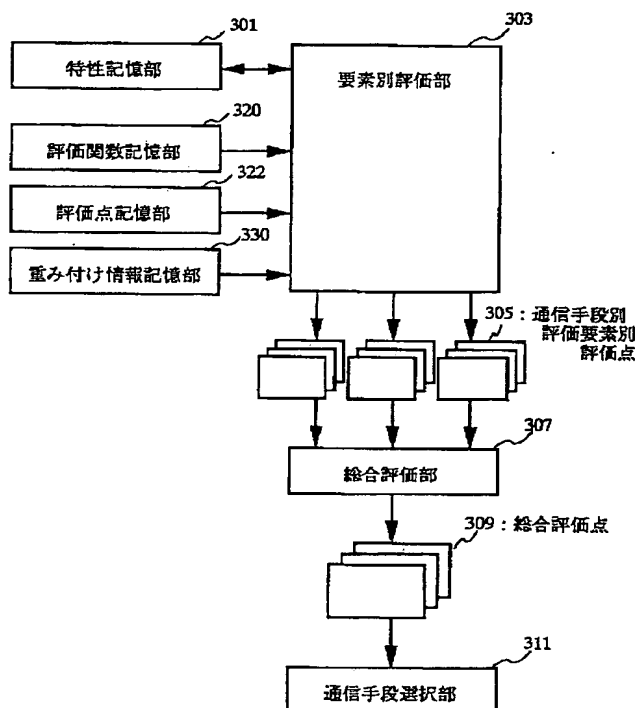 301
特性記憶部
303
要素別評価部
320
評価関数記憶部
322
評価点記憶部
330
重み付け情報記憶部
305：通信手段別
評価要素別
評価点
307
総合評価部
309：総合評価点
311
通信手段選択部